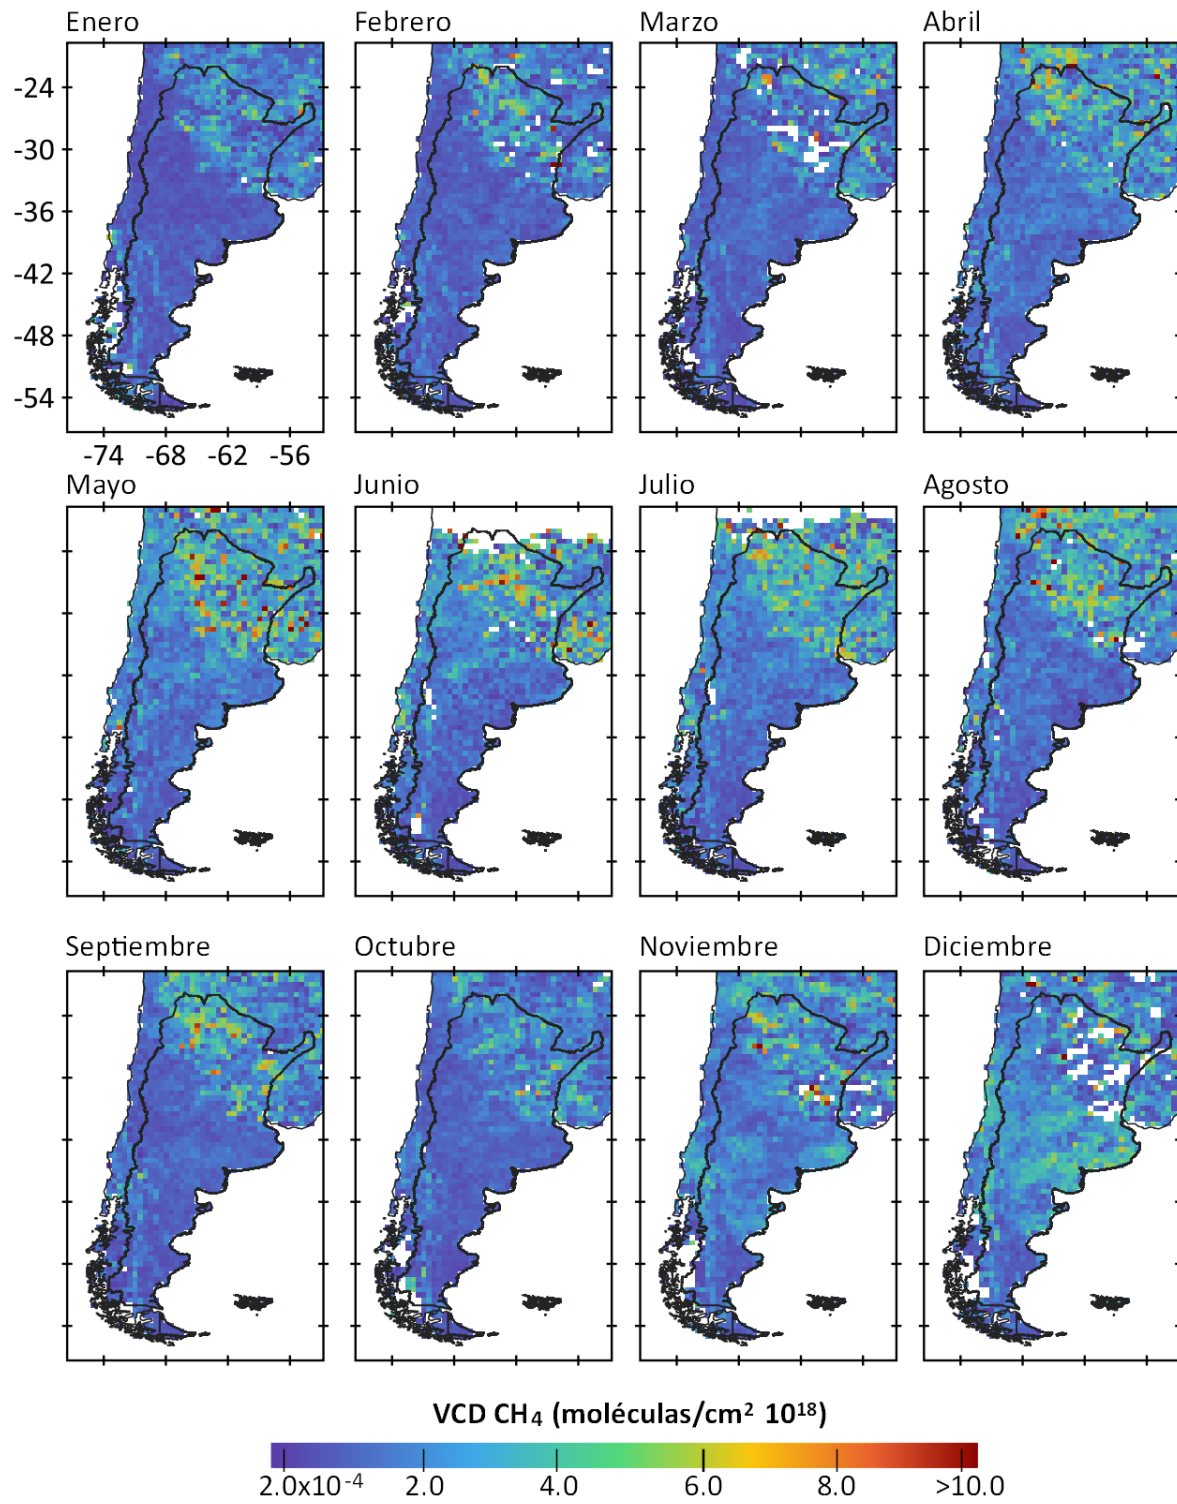 Enero
Febrero
Marzo
Abril
-24
-30
-36
-42
-48
-54
-74 -68 -62 -56
Mayo
Junio
Julio
Agosto
Septiembre
Octubre
Noviembre
Diciembre
VCD CH₄ (moléculas/cm² 10¹⁸)
2.0x10⁻⁴ 2.0 4.0 6.0 8.0 >10.0